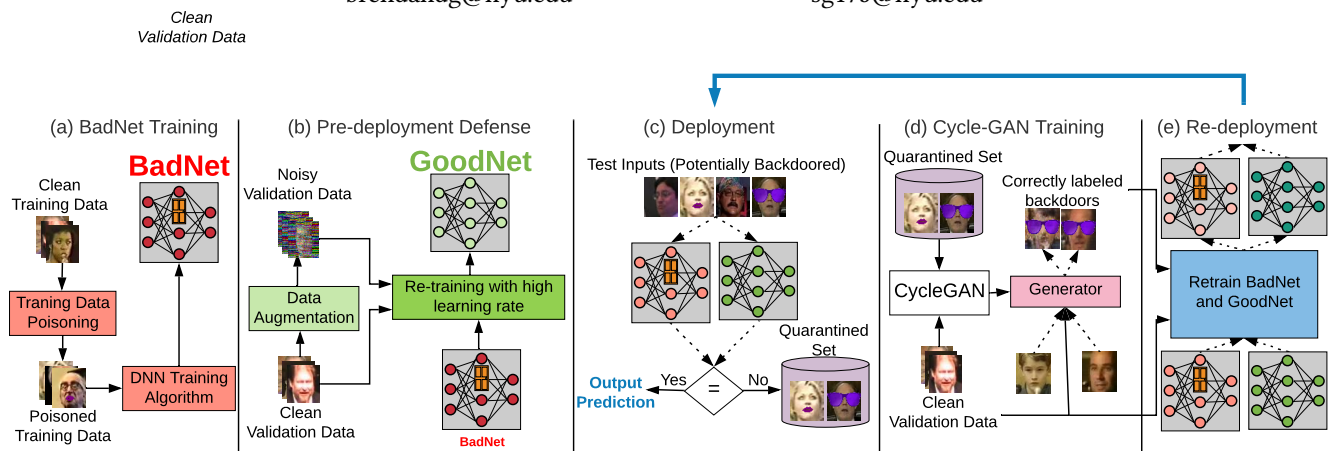 Clean
Validation Data
(a) BadNet Training
BadNet
Clean
Training Data
Traning Data
Poisoning
Poisoned
Training Data
DNN Training
Algorithm
(b) Pre-deployment Defense
GoodNet
Noisy
Validation Data
Data
Augmentation
Re-training with high
learning rate
Clean
Validation Data
BadNet
(c) Deployment
Test Inputs (Potentially Backdoored)
Output
Prediction
Yes
=
No
Quarantined
Set
(d) Cycle-GAN Training
Quarantined Set
Correctly labeled
backdoors
CycleGAN
Generator
Clean
Validation Data
(e) Re-deployment
Retrain BadNet
and GoodNet